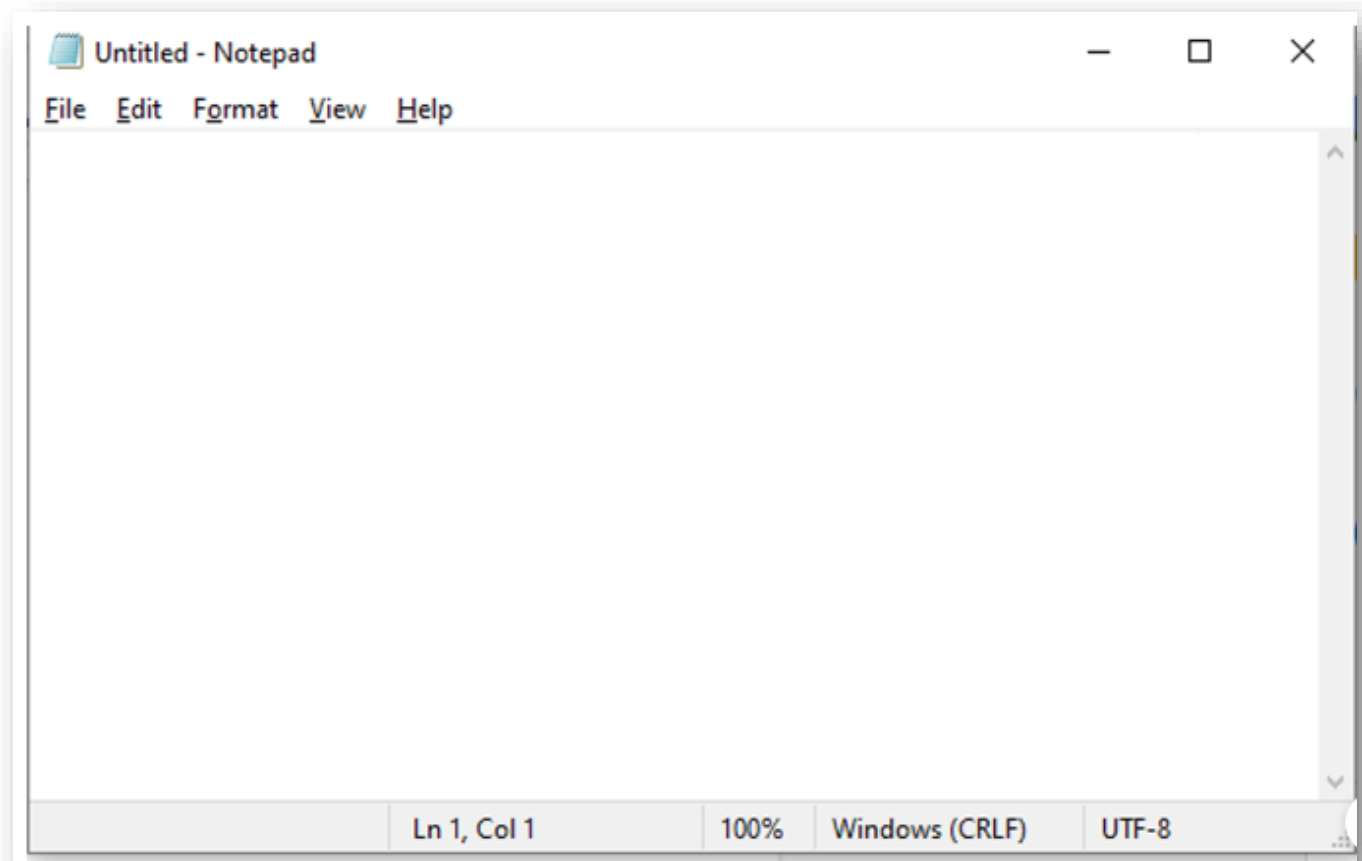 Untitled - Notepad
File Edit Format View Help
Ln 1, Col 1 100% Windows (CRLF) UTF-8